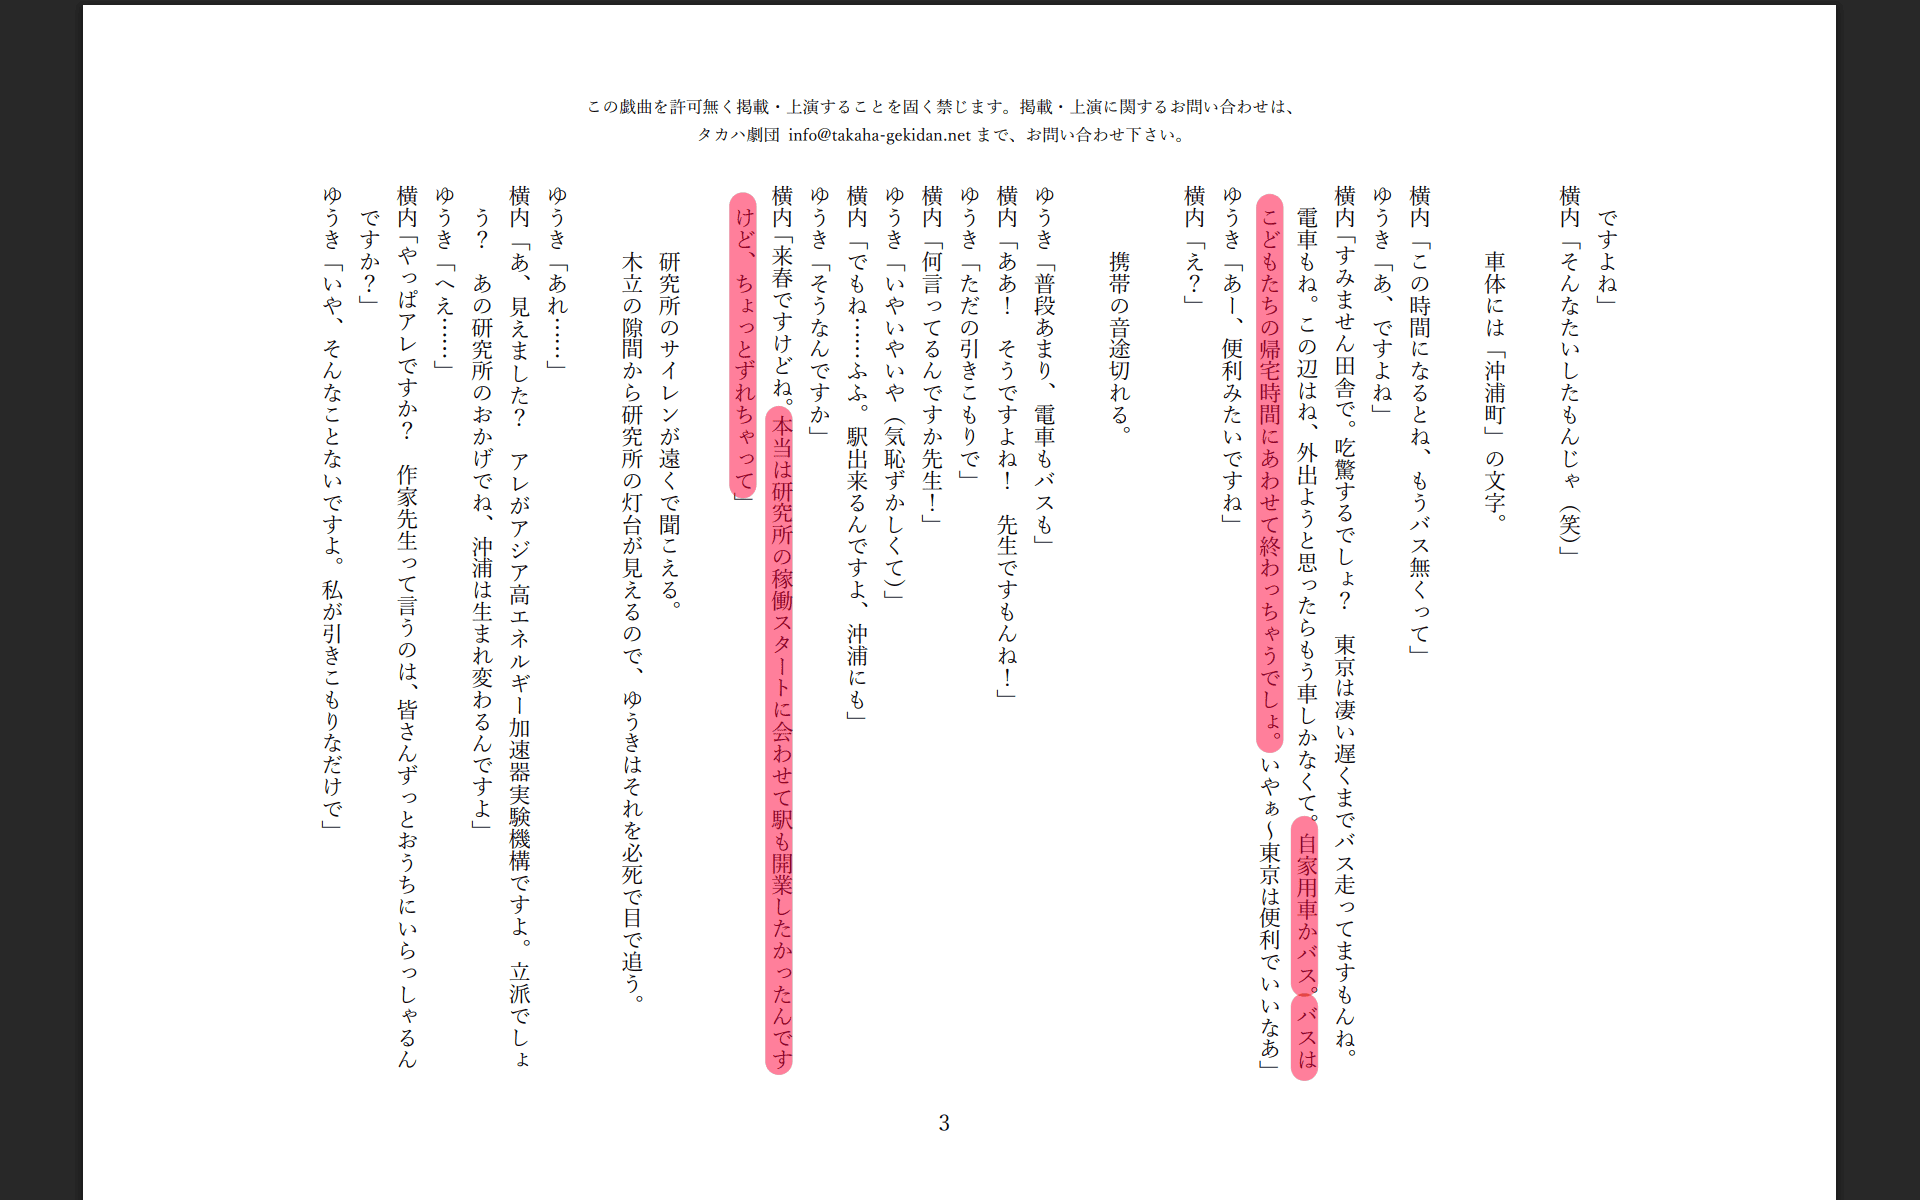 この戯曲を許可無く掲載・上演することを固く禁じます。掲載・上演に関するお問い合わせは、
タカハ劇団 info@takaha-gekidan.net まで、お問い合わせ下さい。
ですよね」
横内「そんなたいしたもんじゃ（笑）」
車体には「沖浦町」の文字。
横内「この時間になるとね、もうバス無くって」
ゆうき「あ、ですよね」
横内「すみません田舎で。吃驚するでしょ？　東京は凄い遅くまでバス走ってますもんね。
電車もね。この辺はね、外出ようと思ったらもう車しかなくて。自家用車かバス。バスは
こどもたちの帰宅時間にあわせて終わっちゃうでしょ。いやぁ～東京は便利でいいなあ」
ゆうき「あー、便利みたいですね」
横内「え？」
携帯の音途切れる。
ゆうき「普段あまり、電車もバスも」
横内「ああ！　そうですよね！　先生ですもんね！」
ゆうき「ただの引きこもりで」
横内「何言ってるんですか先生！」
ゆうき「いやいやいや（気恥ずかしくて）」
横内「でもね……ふふ。駅出来るんですよ、沖浦にも」
ゆうき「そうなんですか」
横内「来春ですけどね。本当は研究所の稼働スタートに会わせて駅も開業したかったんです
けど、ちょっとずれちゃって」
研究所のサイレンが遠くで聞こえる。
木立の隙間から研究所の灯台が見えるので、ゆうきはそれを必死で目で追う。
ゆうき「あれ……」
横内「あ、見えました？　アレがアジア高エネルギー加速器実験機構ですよ。立派でしょ
う？　あの研究所のおかげでね、沖浦は生まれ変わるんですよ」
ゆうき「へえ……」
横内「やっぱアレですか？　作家先生って言うのは、皆さんずっとおうちにいらっしゃるん
ですか？」
ゆうき「いや、そんなことないですよ。私が引きこもりなだけで」
3